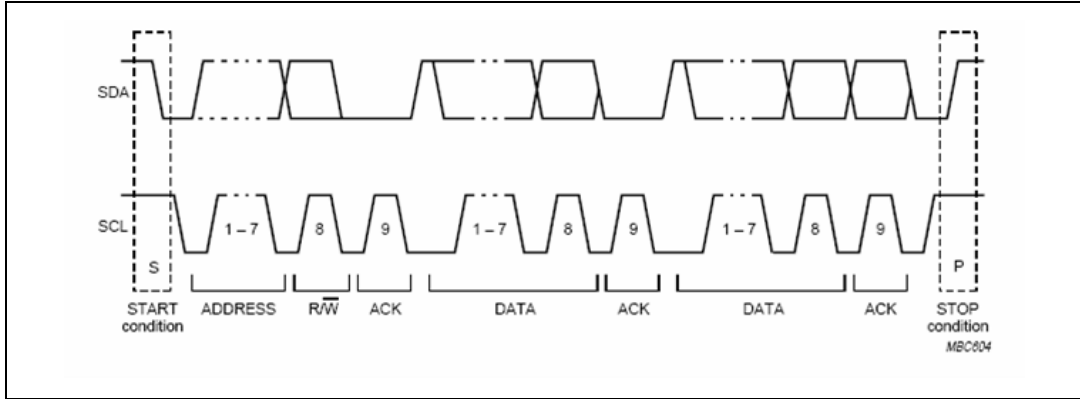 SDA
SCL
1 – 7 8 9 1 – 7 8 9 1 – 7 8 9
S P
START condition ADDRESS R/W̅ ACK DATA ACK DATA ACK STOP condition
MBC604